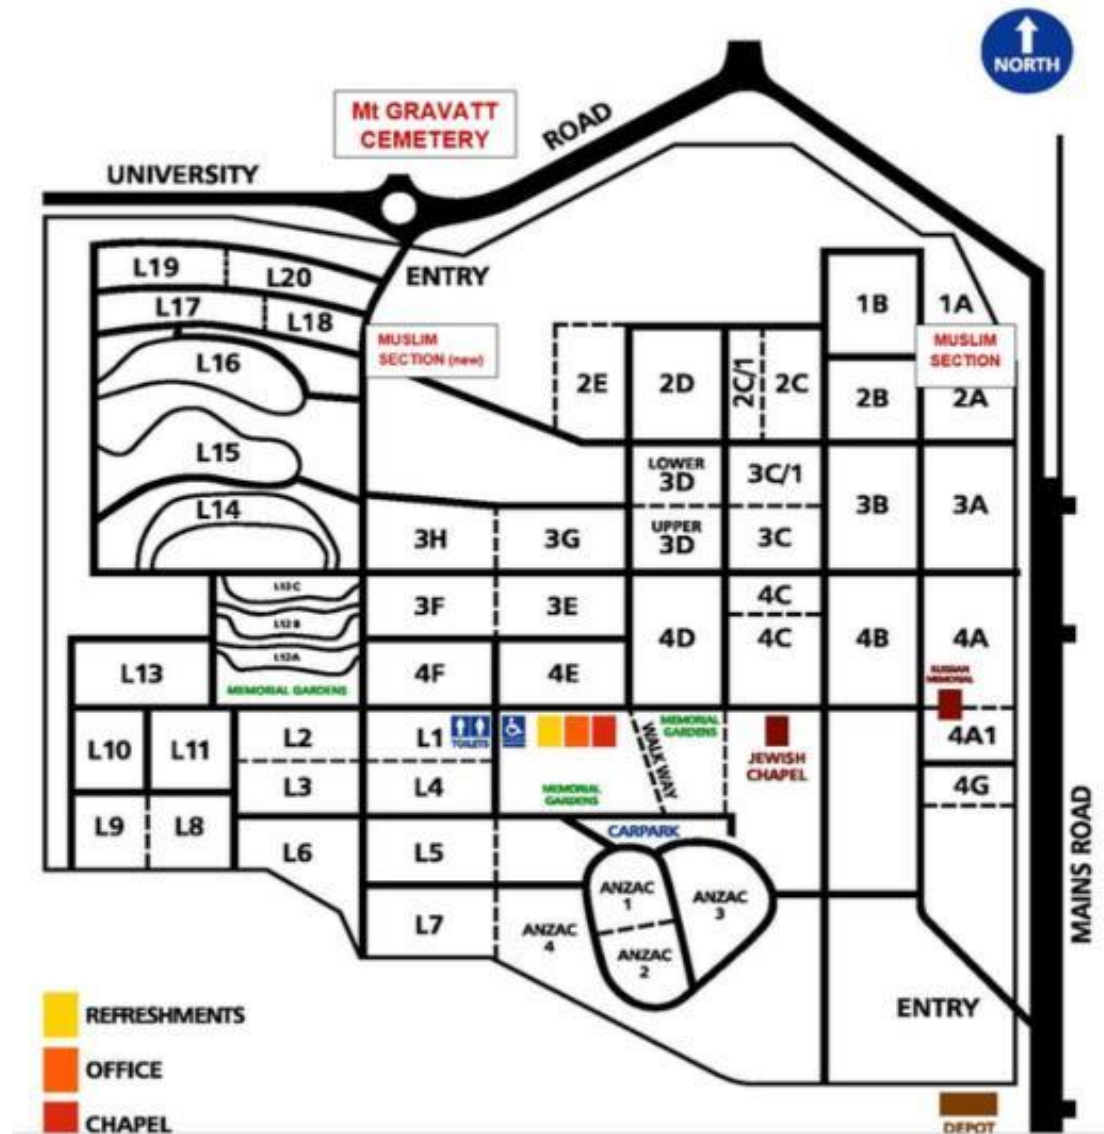 NORTH
Mt GRAVATT
CEMETERY
ROAD
UNIVERSITY
ENTRY
L19
L20
L17
L18
1B
1A
MUSLIM
SECTION (new)
MUSLIM
SECTION
L16
2E
2D
2C/1
2C
2B
2A
L15
LOWER
3D
3C/1
3B
3A
L14
3H
3G
UPPER
3D
3C
L13C
3F
3E
4C
L12B
4D
4C
4B
4A
L12A
L13
4F
4E
RUSSIAN
MEMORIAL
MEMORIAL GARDENS
L10
L11
L2
L1
TOILETS
WALK WAY
MEMORIAL
GARDENS
JEWISH
CHAPEL
4A1
L3
L4
MEMORIAL
GARDENS
4G
L9
L8
CARPARK
L6
L5
MAINS ROAD
ANZAC
1
ANZAC
3
L7
ANZAC
4
ANZAC
2
ENTRY
REFRESHMENTS
OFFICE
CHAPEL
DEPOT